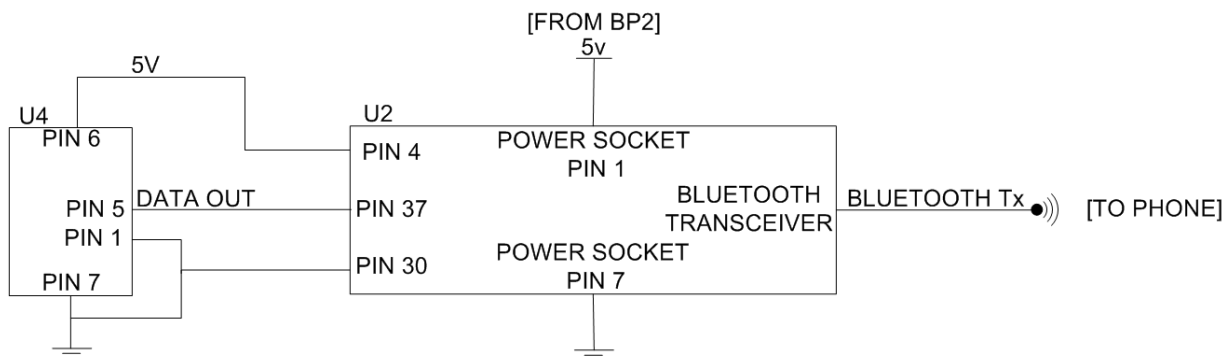 [FROM BP2]
5v
5V
U4
U2
PIN 6
POWER SOCKET
PIN 1
PIN 4
BLUETOOTH
TRANSCEIVER
BLUETOOTH Tx
[TO PHONE]
PIN 5
DATA OUT
PIN 37
PIN 1
POWER SOCKET
PIN 7
PIN 30
PIN 7